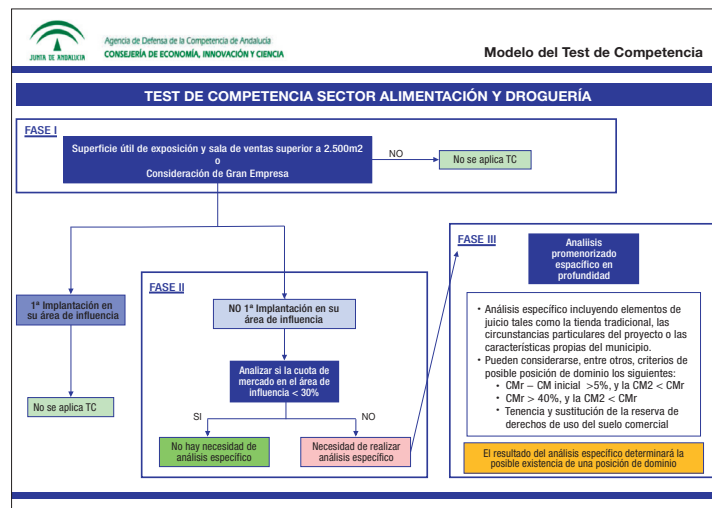 JUNTA DE ANDALUCIA
Agencia de Defensa de la Competencia de Andalucía
CONSEJERÍA DE ECONOMÍA, INNOVACIÓN Y CIENCIA
Modelo del Test de Competencia
TEST DE COMPETENCIA SECTOR ALIMENTACIÓN Y DROGUERÍA
FASE I
Superficie útil de exposición y sala de ventas superior a 2.500m2
o
Consideración de Gran Empresa
NO
No se aplica TC
1ª Implantación en
su área de influencia
No se aplica TC
FASE II
NO 1ª Implantación en su
área de influencia
Analizar si la cuota de
mercado en el área de
influencia < 30%
SI
NO
No hay necesidad de
análisis específico
Necesidad de realizar
análisis específico
FASE III
Analiisis
promenorizado
espacífico en
profundidad
• Análisis específico incluyendo elementos de
juicio tales como la tienda tradicional, las
circunstancias particulares del proyecto o las
características propias del municipio.
• Pueden considerarse, entre otros, criterios de
posible posición de dominio los siguientes:
• CMr – CM inicial >5%, y la CM2 < CMr
• CMr > 40%, y la CM2 < CMr
• Tenencia y sustitución de la reserva de
derechos de uso del suelo comercial
El resultado del análisis específico determinará la
posible existencia de una posición de dominio